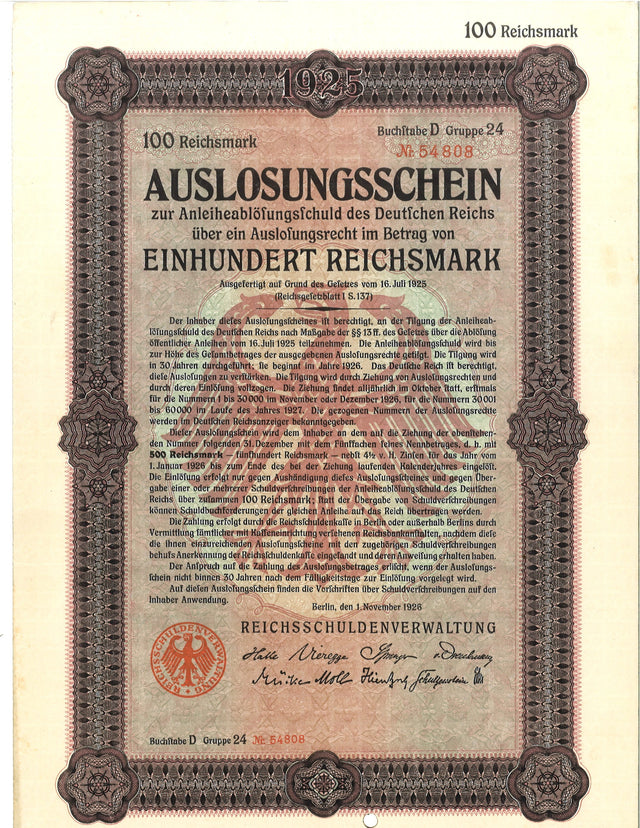 100 Reichsmark
1925
100 Reichsmark
Buchſtabe D Gruppe 24
Nr. 54808
AUSLOSUNGSSCHEIN
zur Anleiheablöſungsſchuld des Deutſchen Reichs
über ein Ausloſungsrecht im Betrag von
EINHUNDERT REICHSMARK
Ausgefertigt auf Grund des Geſetzes vom 16. Juli 1925
(Reichsgeſetzblatt I S. 137)
Der Inhaber dieſes Auslosungsſcheines iſt berechtigt, an der Tilgung der Anleiheab-
löſungsſchuld des Deutſchen Reichs nach Maßgabe der §§ 13 ff. des Geſetzes über die Ablöſung
öffentlicher Anleihen vom 16. Juli 1925 teilzunehmen. Die Anleiheablöſungsſchuld wird bis
zur Höhe des Geſamtbetrages der ausgegebenen Auslosungsrechte getilgt. Die Tilgung wird
in 30 Jahren durchgeführt; ſie beginnt im Jahre 1926. Das Deutſche Reich iſt berechtigt,
dieſe Auslosungen zu verſtärken. Die Tilgung wird durch Ziehung von Auslosungsrechten und
durch deren Einlöſung vollzogen. Die Ziehung findet alljährlich im Oktober ſtatt, erſtmals
für die Nummern 1 bis 30000 im November oder Dezember 1926, für die Nummern 30001
bis 60000 im Laufe des Jahres 1927. Die gezogenen Nummern der Auslosungsrechte
werden im Deutſchen Reichsanzeiger bekanntgegeben.
Dieſer Auslosungsſchein wird dem Inhaber an dem auf die Ziehung der obenſtehen-
den Nummer folgenden 31. Dezember mit dem Fünffachen ſeines Nennbetrages, d. h. mit
500 Reichsmark – fünfhundert Reichsmark – nebſt 4½ v. H. Zinſen für das Jahr vom
1. Januar 1926 bis zum Ende des bei der Ziehung laufenden Kalenderjahres eingelöſt.
Die Einlöſung erfolgt nur gegen Aushändigung dieſes Auslosungsſcheines und gegen Über-
gabe einer oder mehrerer Schuldverſchreibungen der Anleiheablöſungsſchuld des Deutſchen
Reichs über zuſammen 100 Reichsmark; ſtatt der Übergabe von Schuldverſchreibungen
können Schuldbuchforderungen der gleichen Anleihe auf das Reich übertragen werden.
Die Zahlung erfolgt durch die Reichsſchuldenkaſſe in Berlin oder außerhalb Berlins durch
Vermittlung ſämtlicher mit Kaſſeneinrichtung verſehenen Reichsbankanſtalten, nachdem dieſe
die ihnen einzureichenden Auslosungsſcheine mit den zugehörigen Schuldverſchreibungen
behufs Anerkennung der Reichsſchuldenkaſſe eingeſandt und deren Anweiſung erhalten haben.
Der Anſpruch auf die Zahlung des Auslosungsbetrages erliſcht, wenn der Auslosungs-
ſchein nicht binnen 30 Jahren nach dem Fälligkeitstage zur Einlöſung vorgelegt wird.
Auf dieſen Auslosungsſchein finden die Vorſchriften über Schuldverſchreibungen auf den
Inhaber Anwendung.
Berlin, den 1. November 1926
REICHSSCHULDENVERWALTUNG
Halle Vieregge
Mücke Moll
REICHSSCHULDENVERWALTUNG
Buchſtabe D Gruppe 24 Nr. 54808